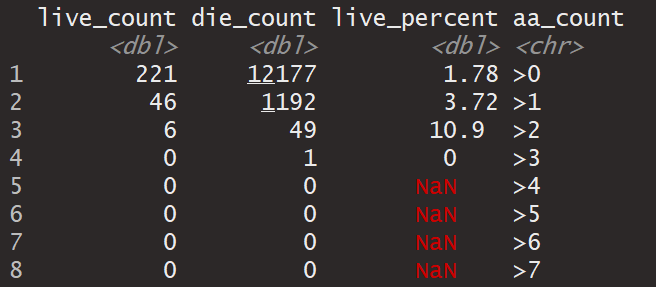 live_count die_count live_percent aa_count
<dbl> <dbl> <dbl> <chr>
1 221 12177 1.78 >0
2 46 1192 3.72 >1
3 6 49 10.9 >2
4 0 1 0 >3
5 0 0 NaN >4
6 0 0 NaN >5
7 0 0 NaN >6
8 0 0 NaN >7